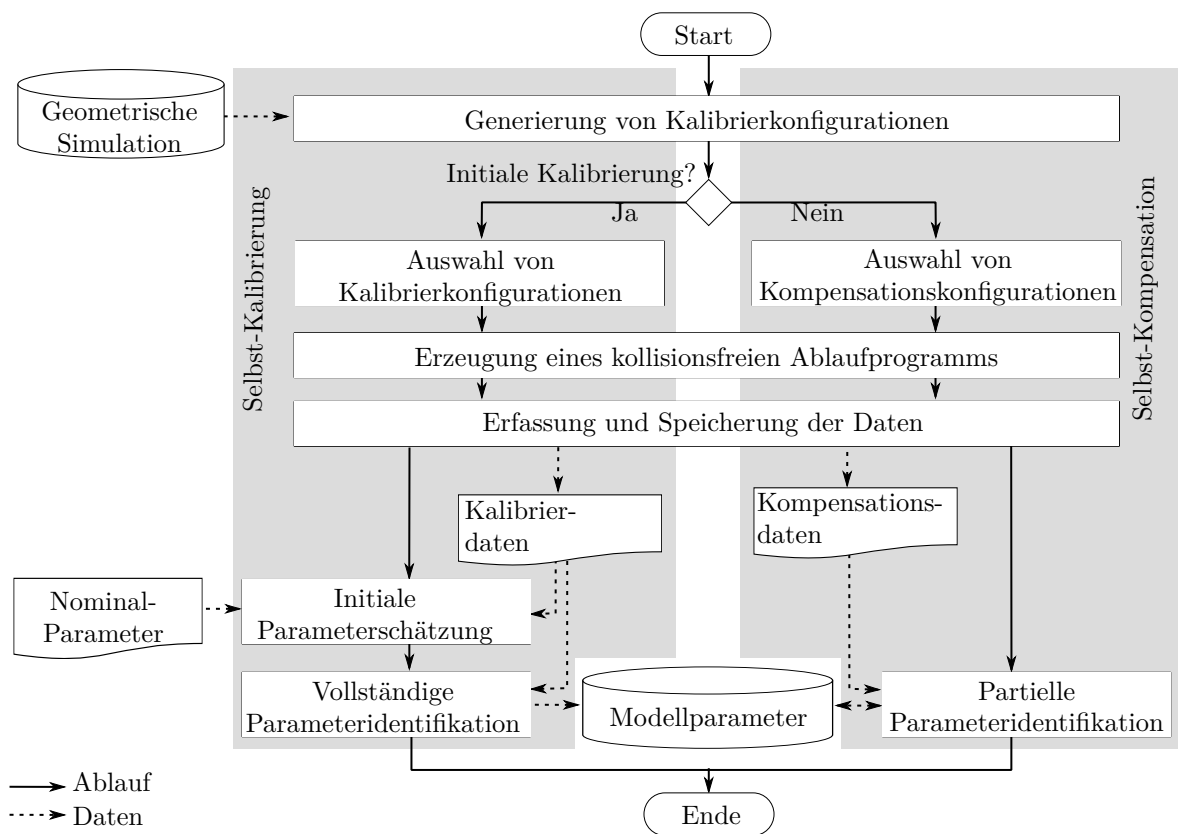 Start
Geometrische
Simulation
Generierung von Kalibrierkonfigurationen
Initiale Kalibrierung?
Ja
Nein
Selbst-Kalibrierung
Selbst-Kompensation
Auswahl von
Kalibrierkonfigurationen
Auswahl von
Kompensationskonfigurationen
Erzeugung eines kollisionsfreien Ablaufprogramms
Erfassung und Speicherung der Daten
Kalibrier-
daten
Kompensations-
daten
Nominal-
Parameter
Initiale
Parameterschätzung
Vollständige
Parameteridentifikation
Modellparameter
Partielle
Parameteridentifikation
Ablauf
Daten
Ende